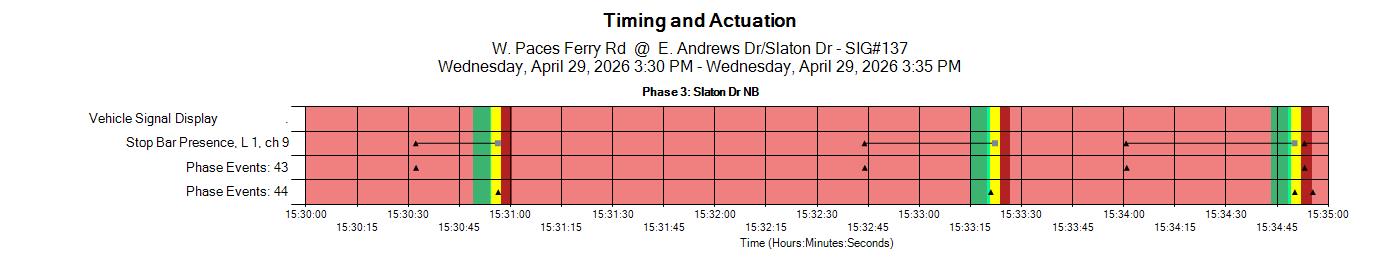 Timing and Actuation
W. Paces Ferry Rd @ E. Andrews Dr/Slaton Dr - SIG#137
Wednesday, April 29, 2026 3:30 PM - Wednesday, April 29, 2026 3:35 PM
Phase 3: Slaton Dr NB
Vehicle Signal Display .
Stop Bar Presence, L 1, ch 9
Phase Events: 43
Phase Events: 44
15:30:00 15:30:30 15:31:00 15:31:30 15:32:00 15:32:30 15:33:00 15:33:30 15:34:00 15:34:30 15:35:00
15:30:15 15:30:45 15:31:15 15:31:45 15:32:15 15:32:45 15:33:15 15:33:45 15:34:15 15:34:45
Time (Hours:Minutes:Seconds)